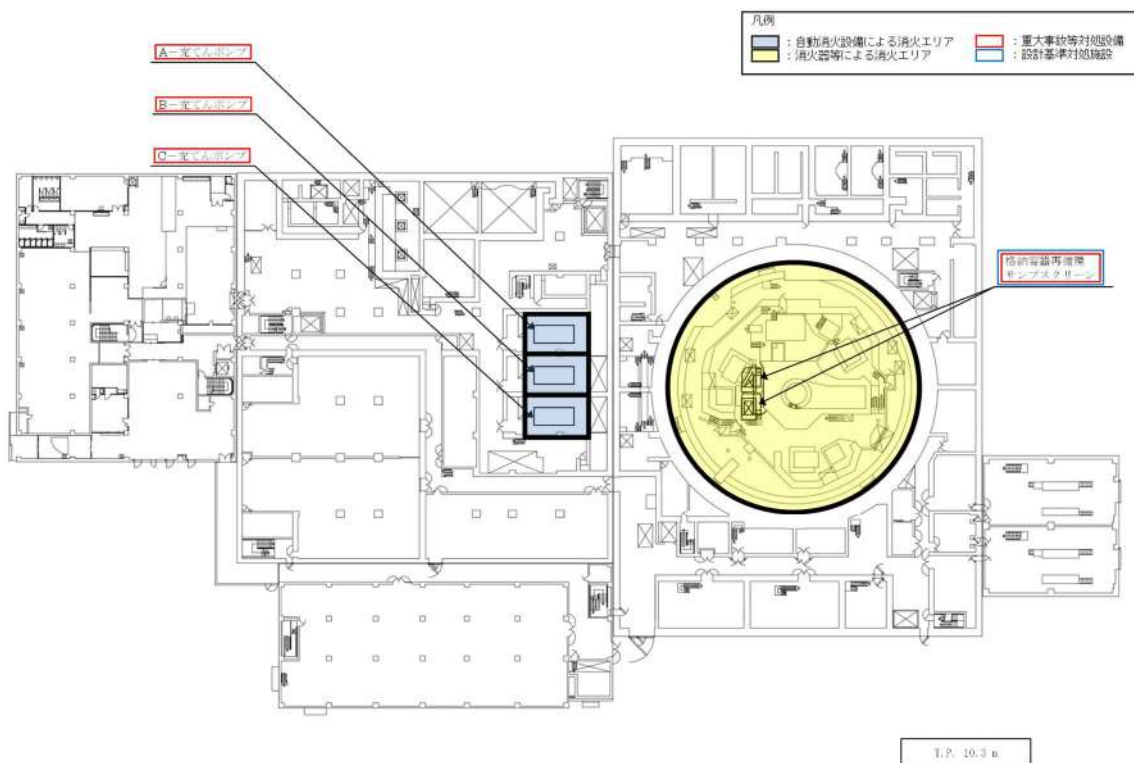 凡例
：自動消火設備による消火エリア
：消火器等による消火エリア
：重大事故等対処設備
：設計基準対処施設
A－充てんポンプ
B－充てんポンプ
C－充てんポンプ
格納容器再循環
サンプスクリーン
T.P. 10.3 m